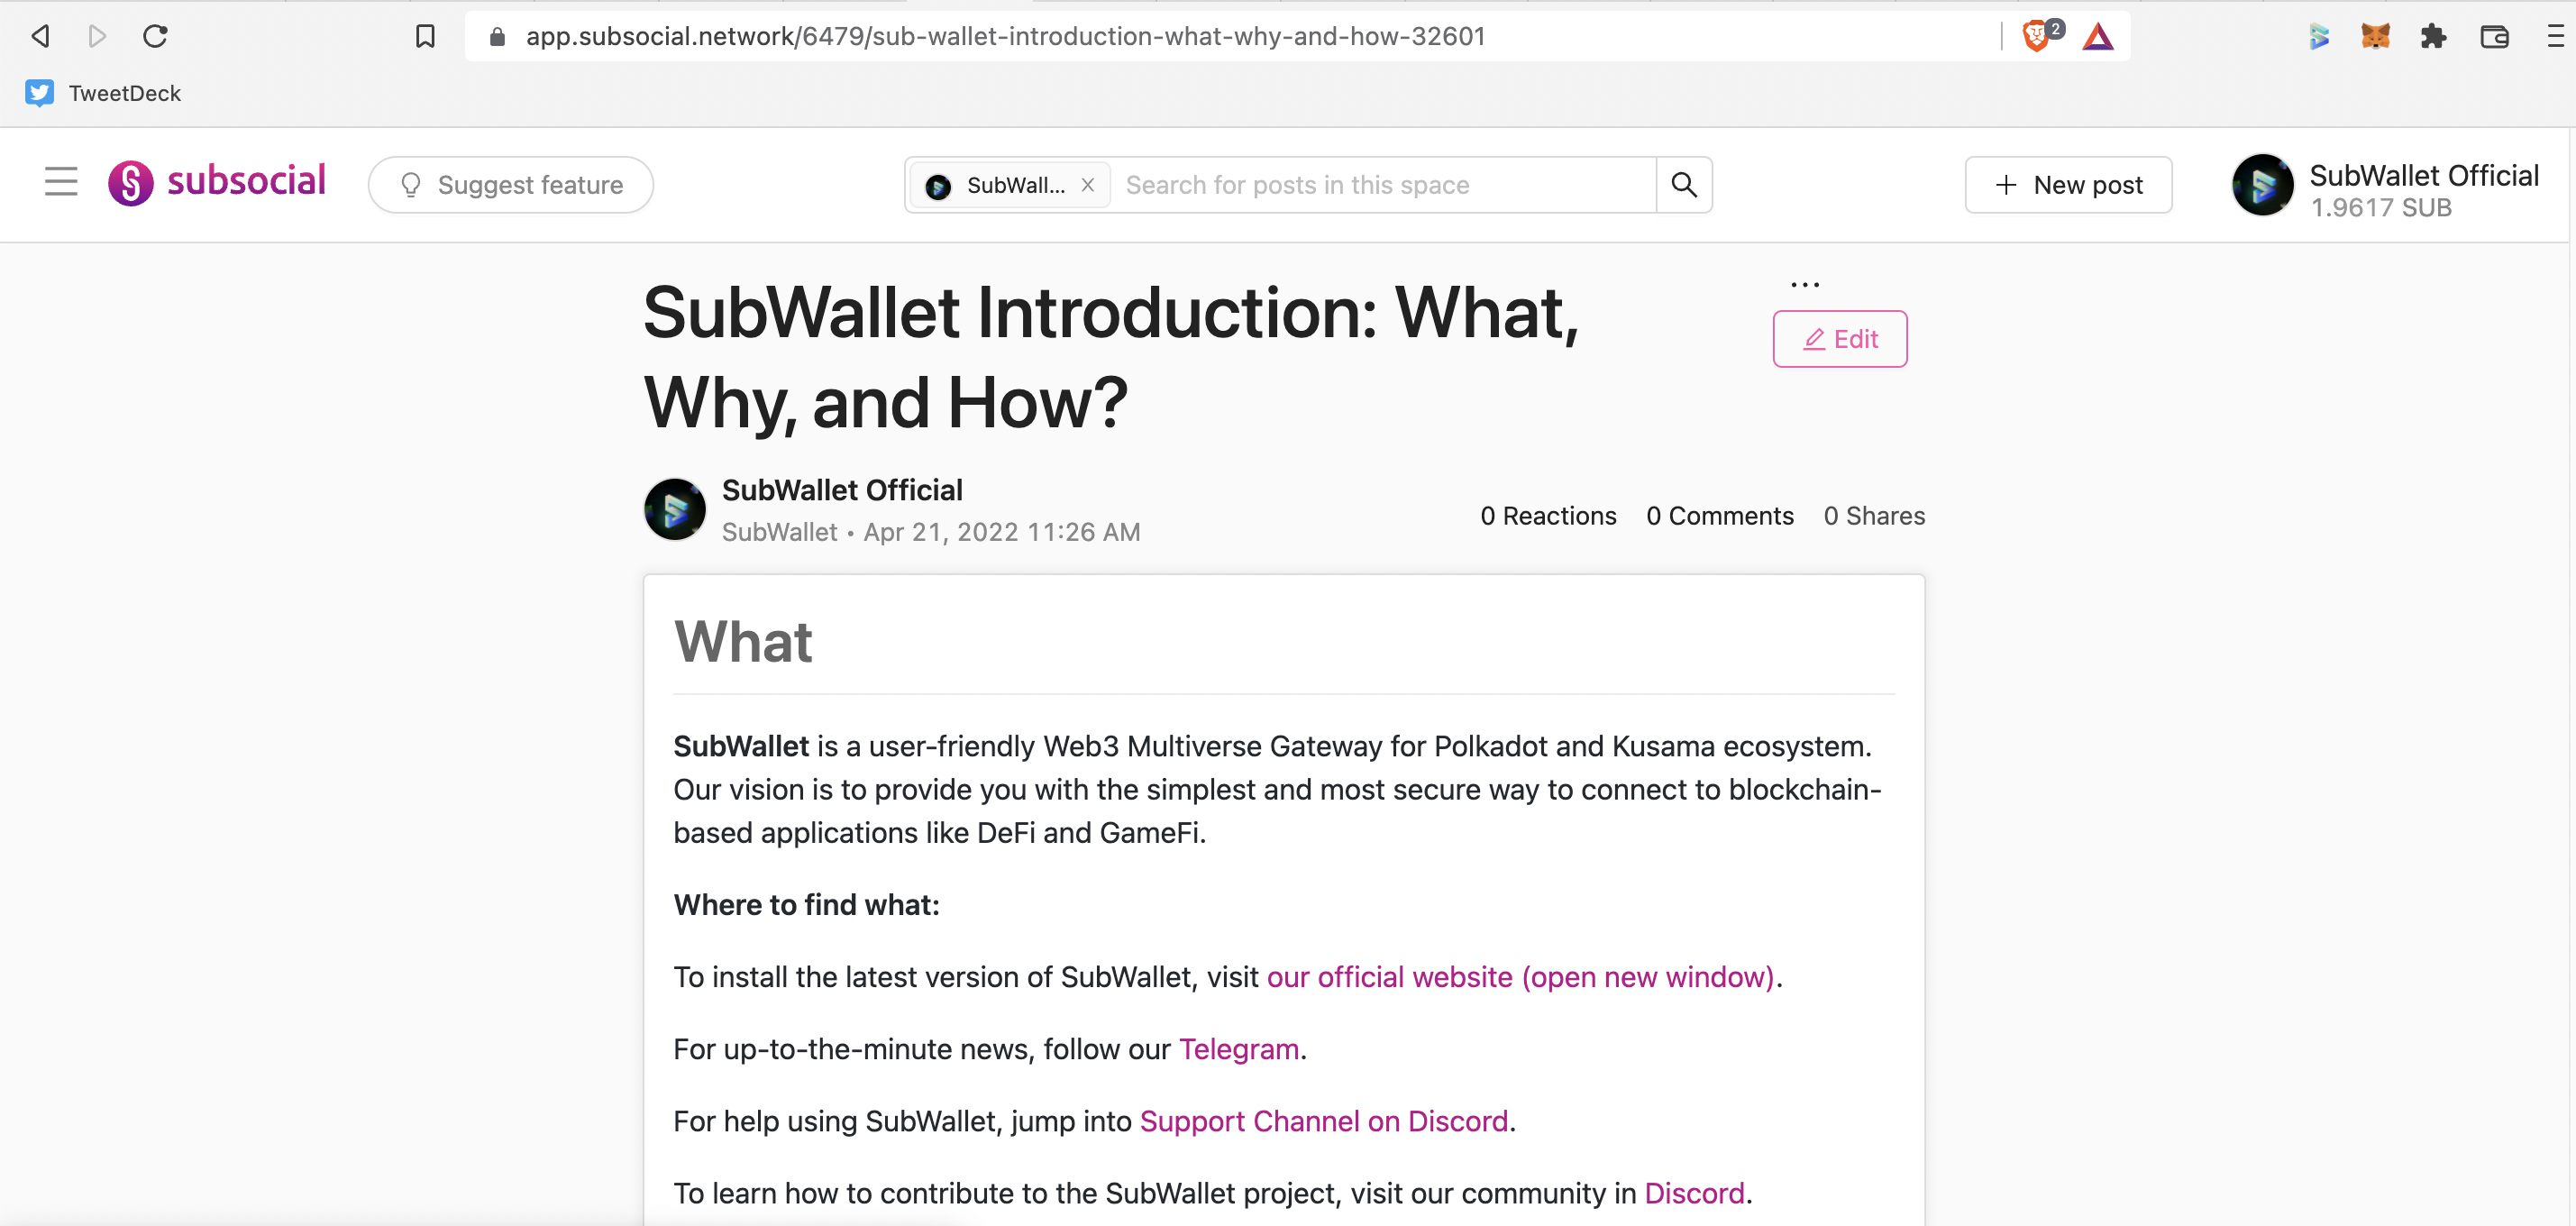 app.subsocial.network/6479/sub-wallet-introduction-what-why-and-how-32601
2
TweetDeck
subsocial
Suggest feature
SubWall...
Search for posts in this space
New post
SubWallet Official
1.9617 SUB
SubWallet Introduction: What,
Why, and How?
Edit
SubWallet Official
SubWallet • Apr 21, 2022 11:26 AM
0 Reactions 0 Comments 0 Shares
What
SubWallet is a user-friendly Web3 Multiverse Gateway for Polkadot and Kusama ecosystem.
Our vision is to provide you with the simplest and most secure way to connect to blockchain-
based applications like DeFi and GameFi.
Where to find what:
To install the latest version of SubWallet, visit our official website (open new window).
For up-to-the-minute news, follow our Telegram.
For help using SubWallet, jump into Support Channel on Discord.
To learn how to contribute to the SubWallet project, visit our community in Discord.